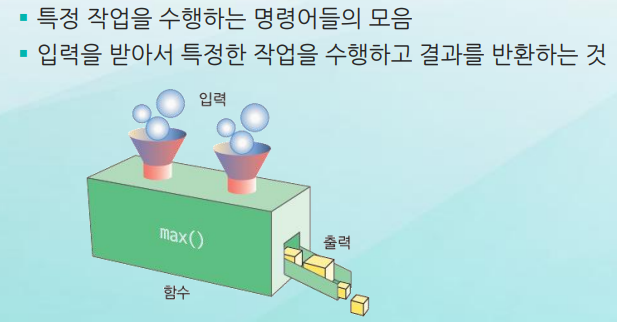 특정 작업을 수행하는 명령어들의 모음
입력을 받아서 특정한 작업을 수행하고 결과를 반환하는 것
입력
max()
출력
함수